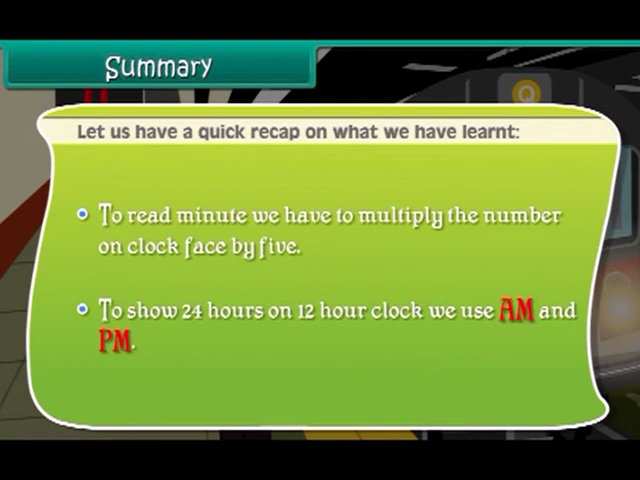 Summary
Q
Let us have a quick recap on what we have learnt:
To read minute we have to multiply the number
on clock face by five.
To show 24 hours on 12 hour clock we use AM and
PM.